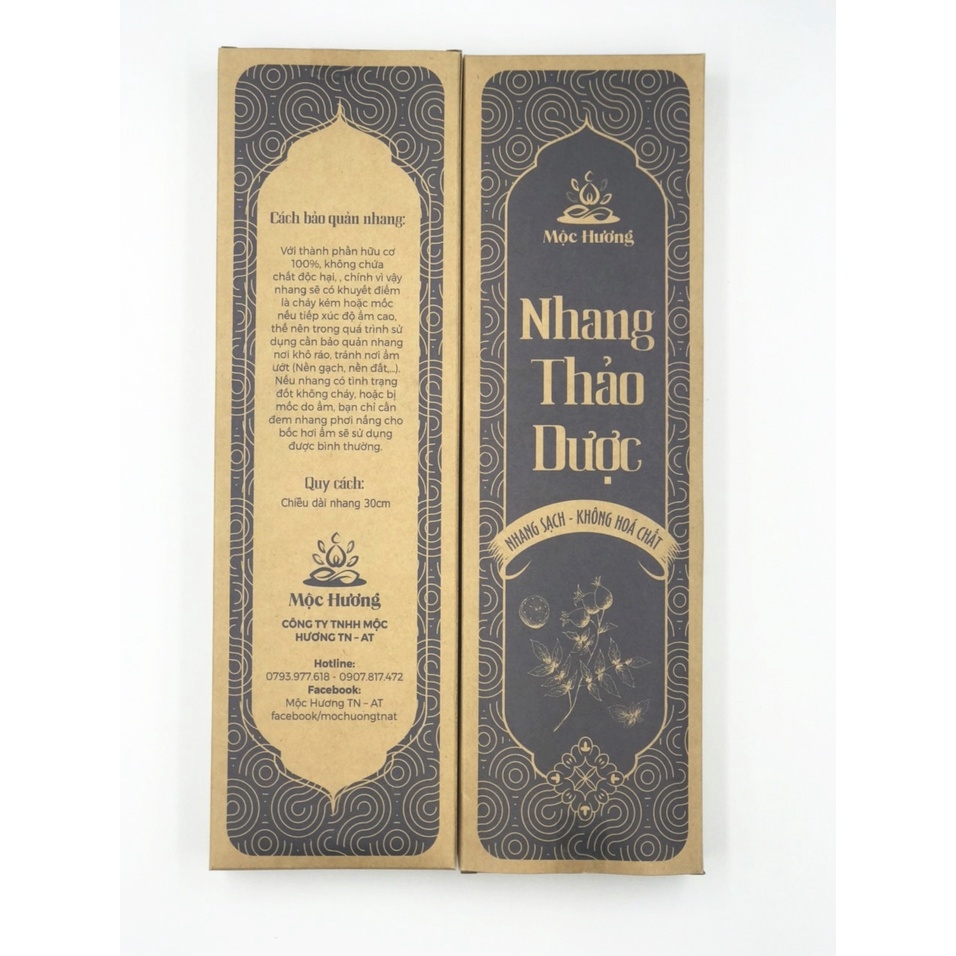 Cách bảo quản nhang:
Với thành phần hữu cơ
100%, không chứa
chất độc hại, , chính vì vậy
nhang sẽ có khuyết điểm
là cháy kém hoặc mốc
nếu tiếp xúc độ ẩm cao,
thế nên trong quá trình sử
dụng cần bảo quản nhang
nơi khô ráo, tránh nơi ẩm
ướt (Nền gạch, nền đất,...).
Nếu nhang có tình trạng
đốt không cháy, hoặc bị
mốc do ẩm, bạn chỉ cần
đem nhang phơi nắng cho
bốc hơi ẩm sẽ sử dụng
được bình thường.
Quy cách:
Chiều dài nhang 30cm
Mộc Hương
CÔNG TY TNHH MỘC
HƯƠNG TN – AT
Hotline:
0793.977.618 - 0907.817.472
Facebook:
Mộc Hương TN – AT
facebook/mochuongtnat
Mộc Hương
Nhang
Thảo
Dược
NHANG SẠCH - KHÔNG HOÁ CHẤT